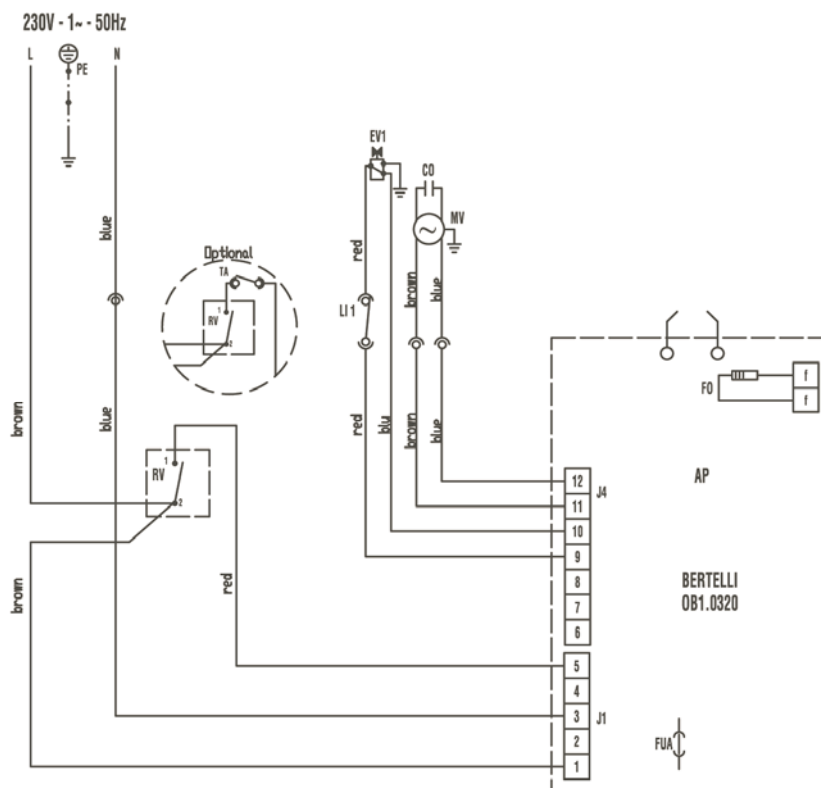 230V - 1~ - 50Hz
L
PE
N
EV1
CO
MV
blue
red
brown
blue
Optional
TA
1
RV
2
LI 1
FO
f
f
brown
blue
red
blu
brown
blue
RV
1
2
12
J4
11
10
9
8
7
6
AP
BERTELLI
OB1.0320
brown
red
5
4
3
J1
2
1
FUA